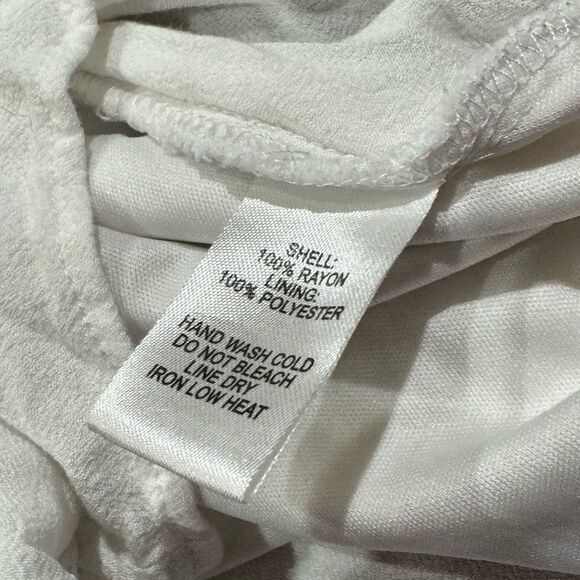 SHELL:
100% RAYON
LINING:
100% POLYESTER
HAND WASH COLD
DO NOT BLEACH
LINE DRY
IRON LOW HEAT